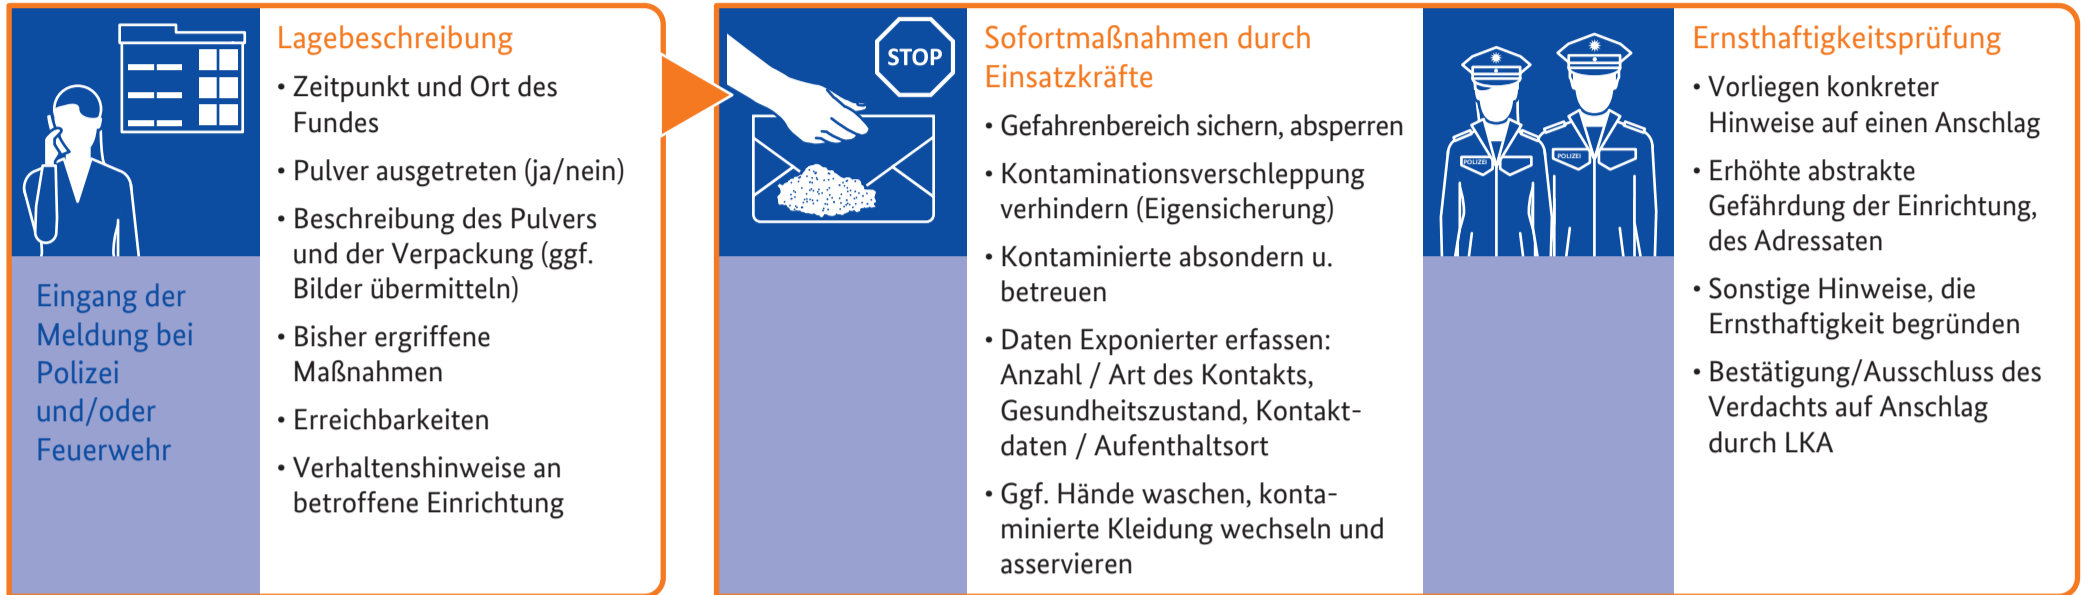 Eingang der
Meldung bei
Polizei
und/oder
Feuerwehr
Lagebeschreibung
• Zeitpunkt und Ort des
Fundes
• Pulver ausgetreten (ja/nein)
• Beschreibung des Pulvers
und der Verpackung (ggf.
Bilder übermitteln)
• Bisher ergriffene
Maßnahmen
• Erreichbarkeiten
• Verhaltenshinweise an
betroffene Einrichtung
STOP
Sofortmaßnahmen durch
Einsatzkräfte
• Gefahrenbereich sichern, absperren
• Kontaminationsverschleppung
verhindern (Eigensicherung)
• Kontaminierte absondern u.
betreuen
• Daten Exponierter erfassen:
Anzahl / Art des Kontakts,
Gesundheitszustand, Kontakt-
daten / Aufenthaltsort
• Ggf. Hände waschen, konta-
minierte Kleidung wechseln und
asservieren
POLIZEI
POLIZEI
Ernsthaftigkeitsprüfung
• Vorliegen konkreter
Hinweise auf einen Anschlag
• Erhöhte abstrakte
Gefährdung der Einrichtung,
des Adressaten
• Sonstige Hinweise, die
Ernsthaftigkeit begründen
• Bestätigung/Ausschluss des
Verdachts auf Anschlag
durch LKA